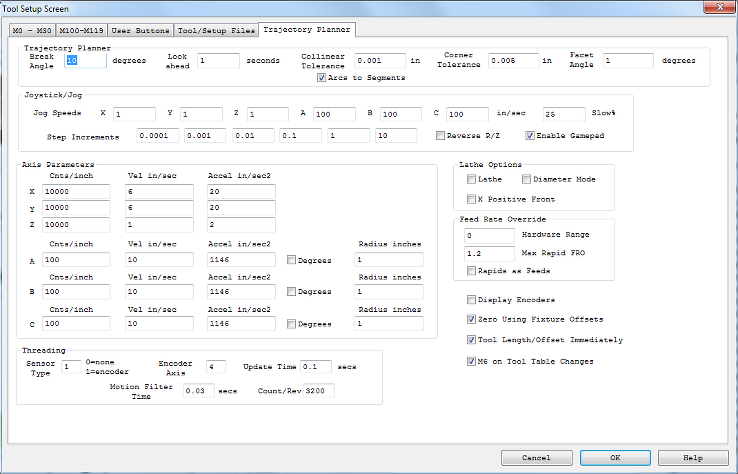 Tool Setup Screen
M0 - M30 M100-M119 User Buttons Tool/Setup Files Trajectory Planner
Trajectory Planner
Break Angle 10 degrees Look ahead 1 seconds Collinear Tolerance 0.001 in Corner Tolerance 0.005 in Facet Angle 1 degrees
Arcs to Segments
Joystick/Jog
Jog Speeds X 1 Y 1 Z 1 A 100 B 100 C 100 in/sec 25 Slow%
Step Increments 0.0001 0.001 0.01 0.1 1 10 Reverse R/Z Enable Gamepad
Axis Parameters
Cnts/inch Vel in/sec Accel in/sec2
X 10000 6 20
Y 10000 6 20
Z 10000 1 2
Cnts/inch Vel in/sec Accel in/sec2 Radius inches
A 100 10 1146 Degrees 1
Cnts/inch Vel in/sec Accel in/sec2 Radius inches
B 100 10 1146 Degrees 1
Cnts/inch Vel in/sec Accel in/sec2 Radius inches
C 100 10 1146 Degrees 1
Lathe Options
Lathe Diameter Mode
X Positive Front
Feed Rate Override
0 Hardware Range
1.2 Max Rapid FRO
Rapids as Feeds
Display Encoders
Zero Using Fixture Offsets
Tool Length/Offset Immediately
M6 on Tool Table Changes
Threading
Sensor Type 1 0=none 1=encoder Encoder Axis 4 Update Time 0.1 secs
Motion Filter Time 0.03 secs Count/Rev 3200
Cancel OK Help